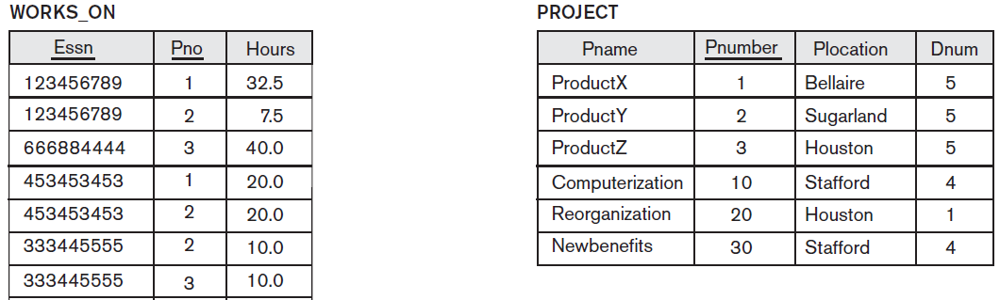 WORKS_ON
Essn Pno Hours
123456789 1 32.5
123456789 2 7.5
666884444 3 40.0
453453453 1 20.0
453453453 2 20.0
333445555 2 10.0
333445555 3 10.0
PROJECT
Pname Pnumber Plocation Dnum
ProductX 1 Bellaire 5
ProductY 2 Sugarland 5
ProductZ 3 Houston 5
Computerization 10 Stafford 4
Reorganization 20 Houston 1
Newbenefits 30 Stafford 4